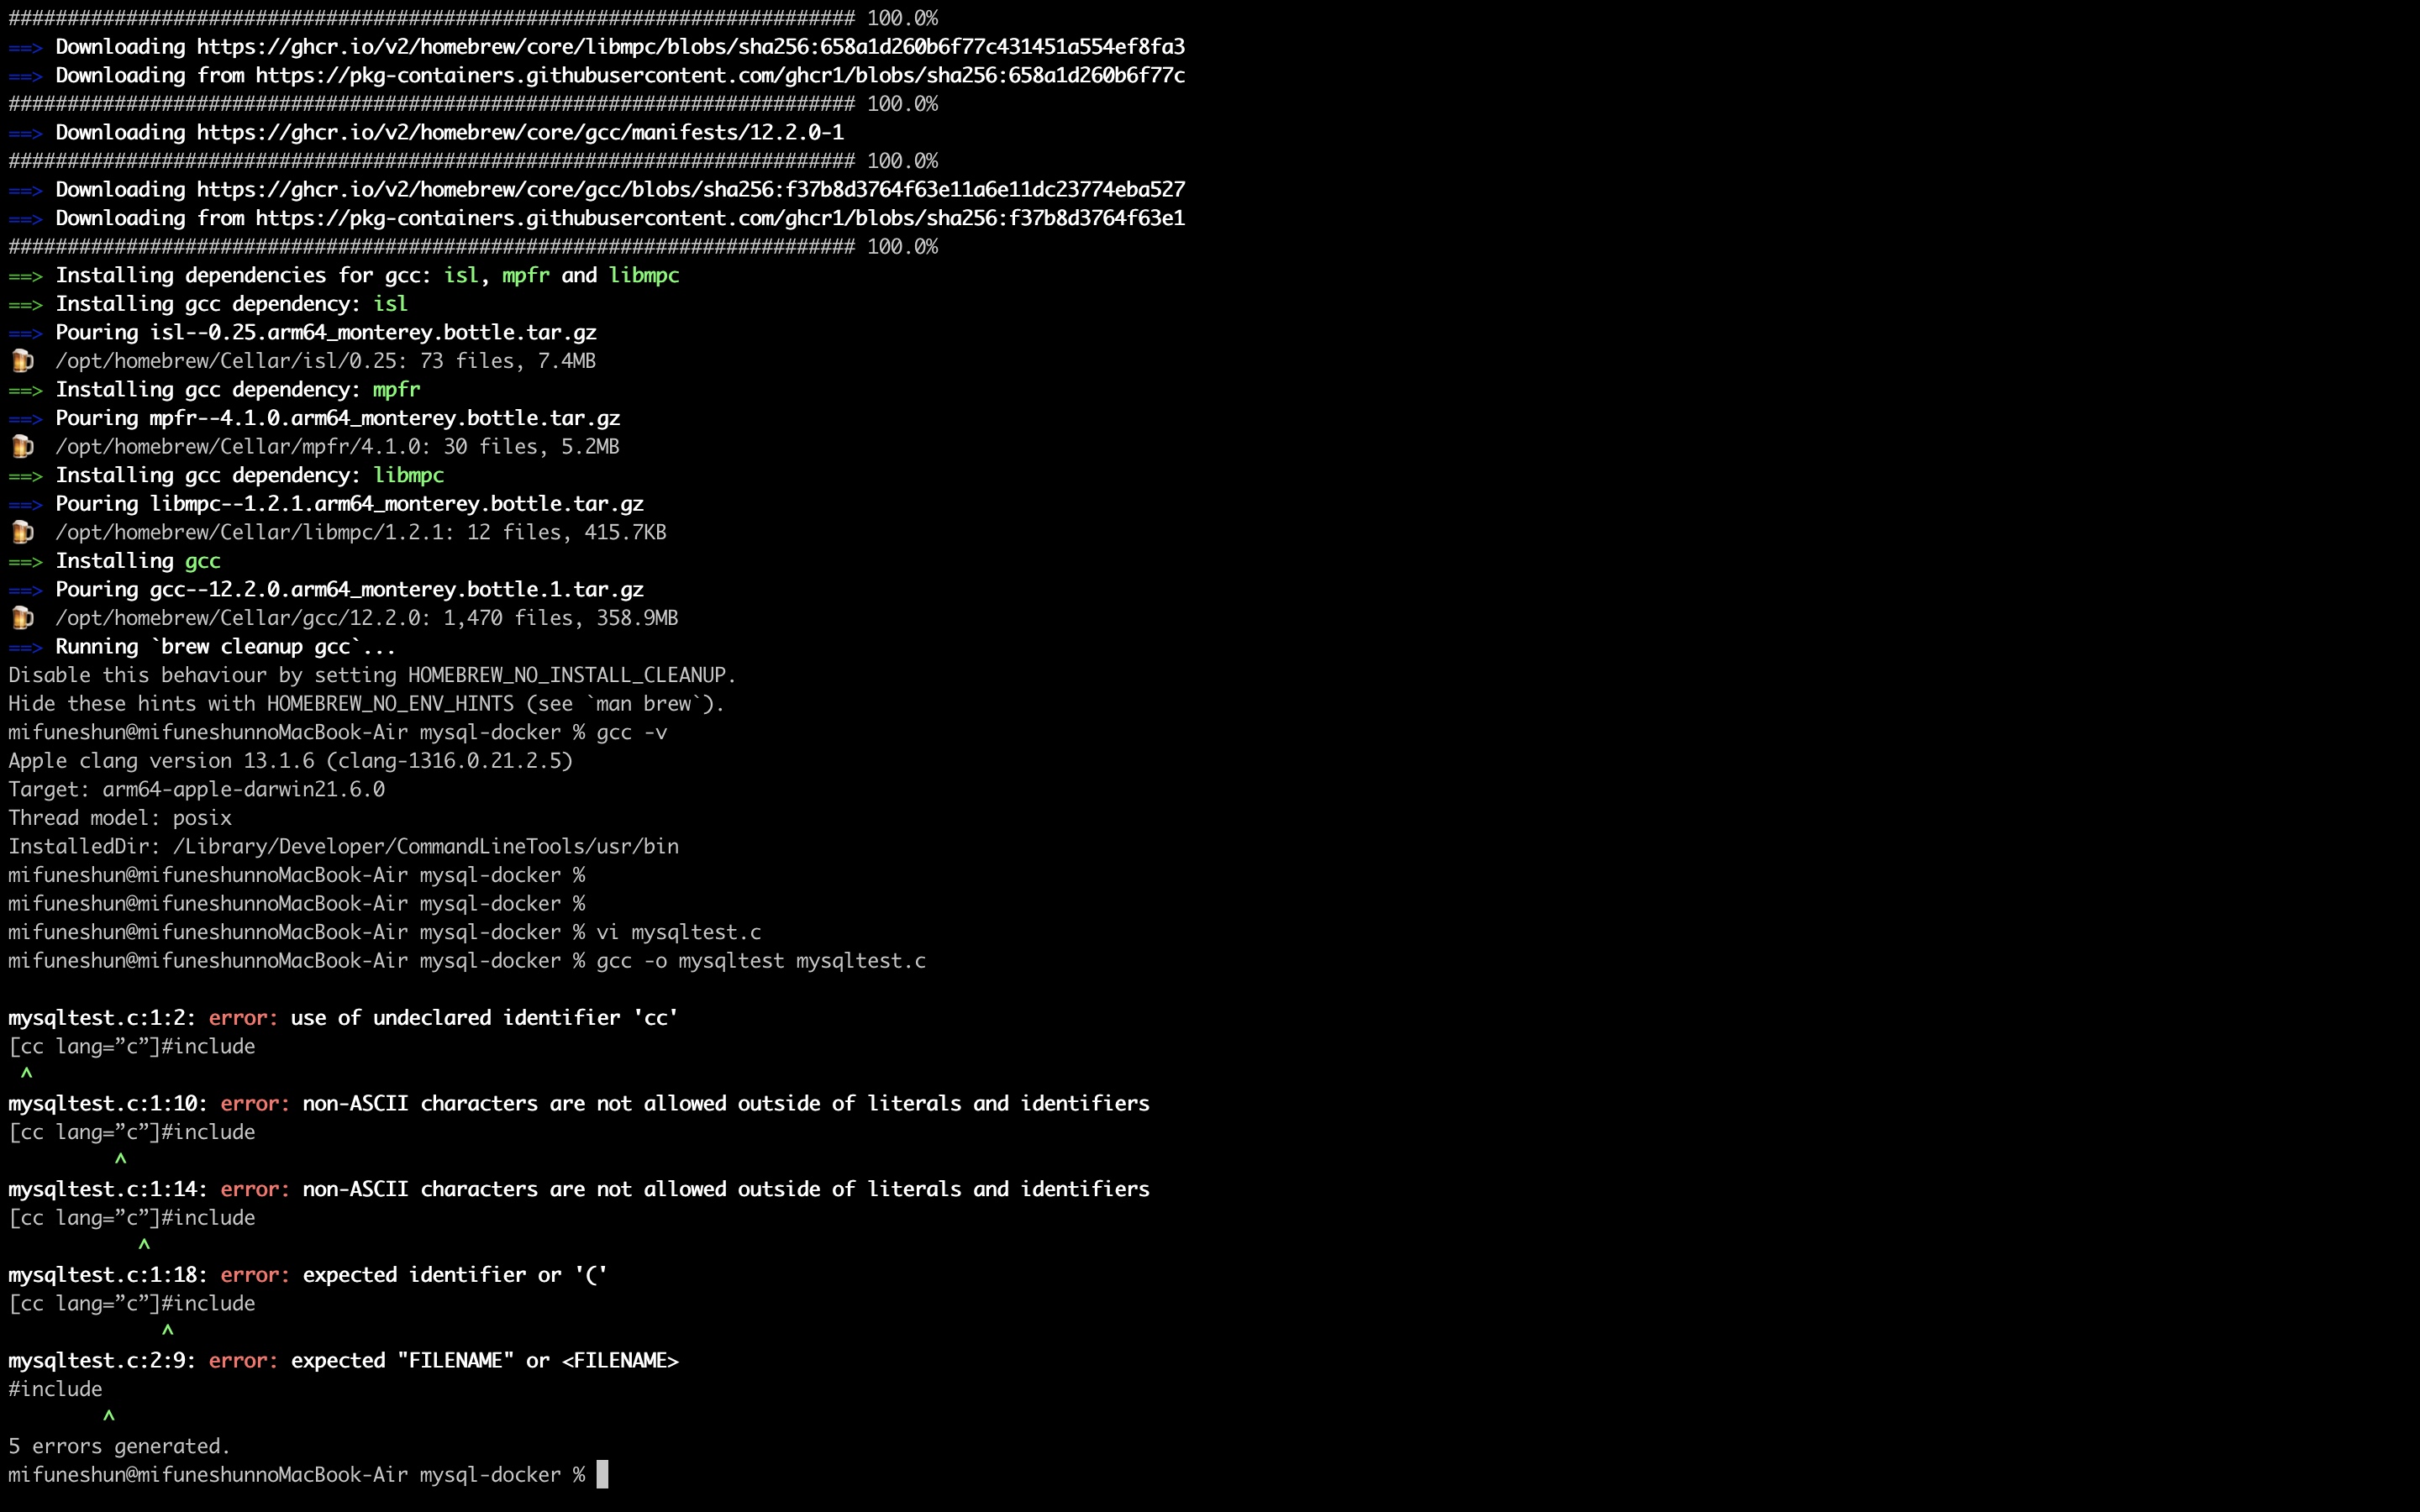 ######################################################################## 100.0%
==> Downloading https://ghcr.io/v2/homebrew/core/libmpc/blobs/sha256:658a1d260b6f77c431451a554ef8fa3
==> Downloading from https://pkg-containers.githubusercontent.com/ghcr1/blobs/sha256:658a1d260b6f77c
######################################################################## 100.0%
==> Downloading https://ghcr.io/v2/homebrew/core/gcc/manifests/12.2.0-1
######################################################################## 100.0%
==> Downloading https://ghcr.io/v2/homebrew/core/gcc/blobs/sha256:f37b8d3764f63e11a6e11dc23774eba527
==> Downloading from https://pkg-containers.githubusercontent.com/ghcr1/blobs/sha256:f37b8d3764f63e1
######################################################################## 100.0%
==> Installing dependencies for gcc: isl, mpfr and libmpc
==> Installing gcc dependency: isl
==> Pouring isl--0.25.arm64_monterey.bottle.tar.gz
🍺  /opt/homebrew/Cellar/isl/0.25: 73 files, 7.4MB
==> Installing gcc dependency: mpfr
==> Pouring mpfr--4.1.0.arm64_monterey.bottle.tar.gz
🍺  /opt/homebrew/Cellar/mpfr/4.1.0: 30 files, 5.2MB
==> Installing gcc dependency: libmpc
==> Pouring libmpc--1.2.1.arm64_monterey.bottle.tar.gz
🍺  /opt/homebrew/Cellar/libmpc/1.2.1: 12 files, 415.7KB
==> Installing gcc
==> Pouring gcc--12.2.0.arm64_monterey.bottle.1.tar.gz
🍺  /opt/homebrew/Cellar/gcc/12.2.0: 1,470 files, 358.9MB
==> Running `brew cleanup gcc`...
Disable this behaviour by setting HOMEBREW_NO_INSTALL_CLEANUP.
Hide these hints with HOMEBREW_NO_ENV_HINTS (see `man brew`).
mifuneshun@mifuneshunnoMacBook-Air mysql-docker % gcc -v
Apple clang version 13.1.6 (clang-1316.0.21.2.5)
Target: arm64-apple-darwin21.6.0
Thread model: posix
InstalledDir: /Library/Developer/CommandLineTools/usr/bin
mifuneshun@mifuneshunnoMacBook-Air mysql-docker %
mifuneshun@mifuneshunnoMacBook-Air mysql-docker %
mifuneshun@mifuneshunnoMacBook-Air mysql-docker % vi mysqltest.c
mifuneshun@mifuneshunnoMacBook-Air mysql-docker % gcc -o mysqltest mysqltest.c
mysqltest.c:1:2: error: use of undeclared identifier 'cc'
[cc lang=”c”]#include
 ^
mysqltest.c:1:10: error: non-ASCII characters are not allowed outside of literals and identifiers
[cc lang=”c”]#include
         ^
mysqltest.c:1:14: error: non-ASCII characters are not allowed outside of literals and identifiers
[cc lang=”c”]#include
           ^
mysqltest.c:1:18: error: expected identifier or '('
[cc lang=”c”]#include
             ^
mysqltest.c:2:9: error: expected "FILENAME" or <FILENAME>
#include
        ^
5 errors generated.
mifuneshun@mifuneshunnoMacBook-Air mysql-docker %